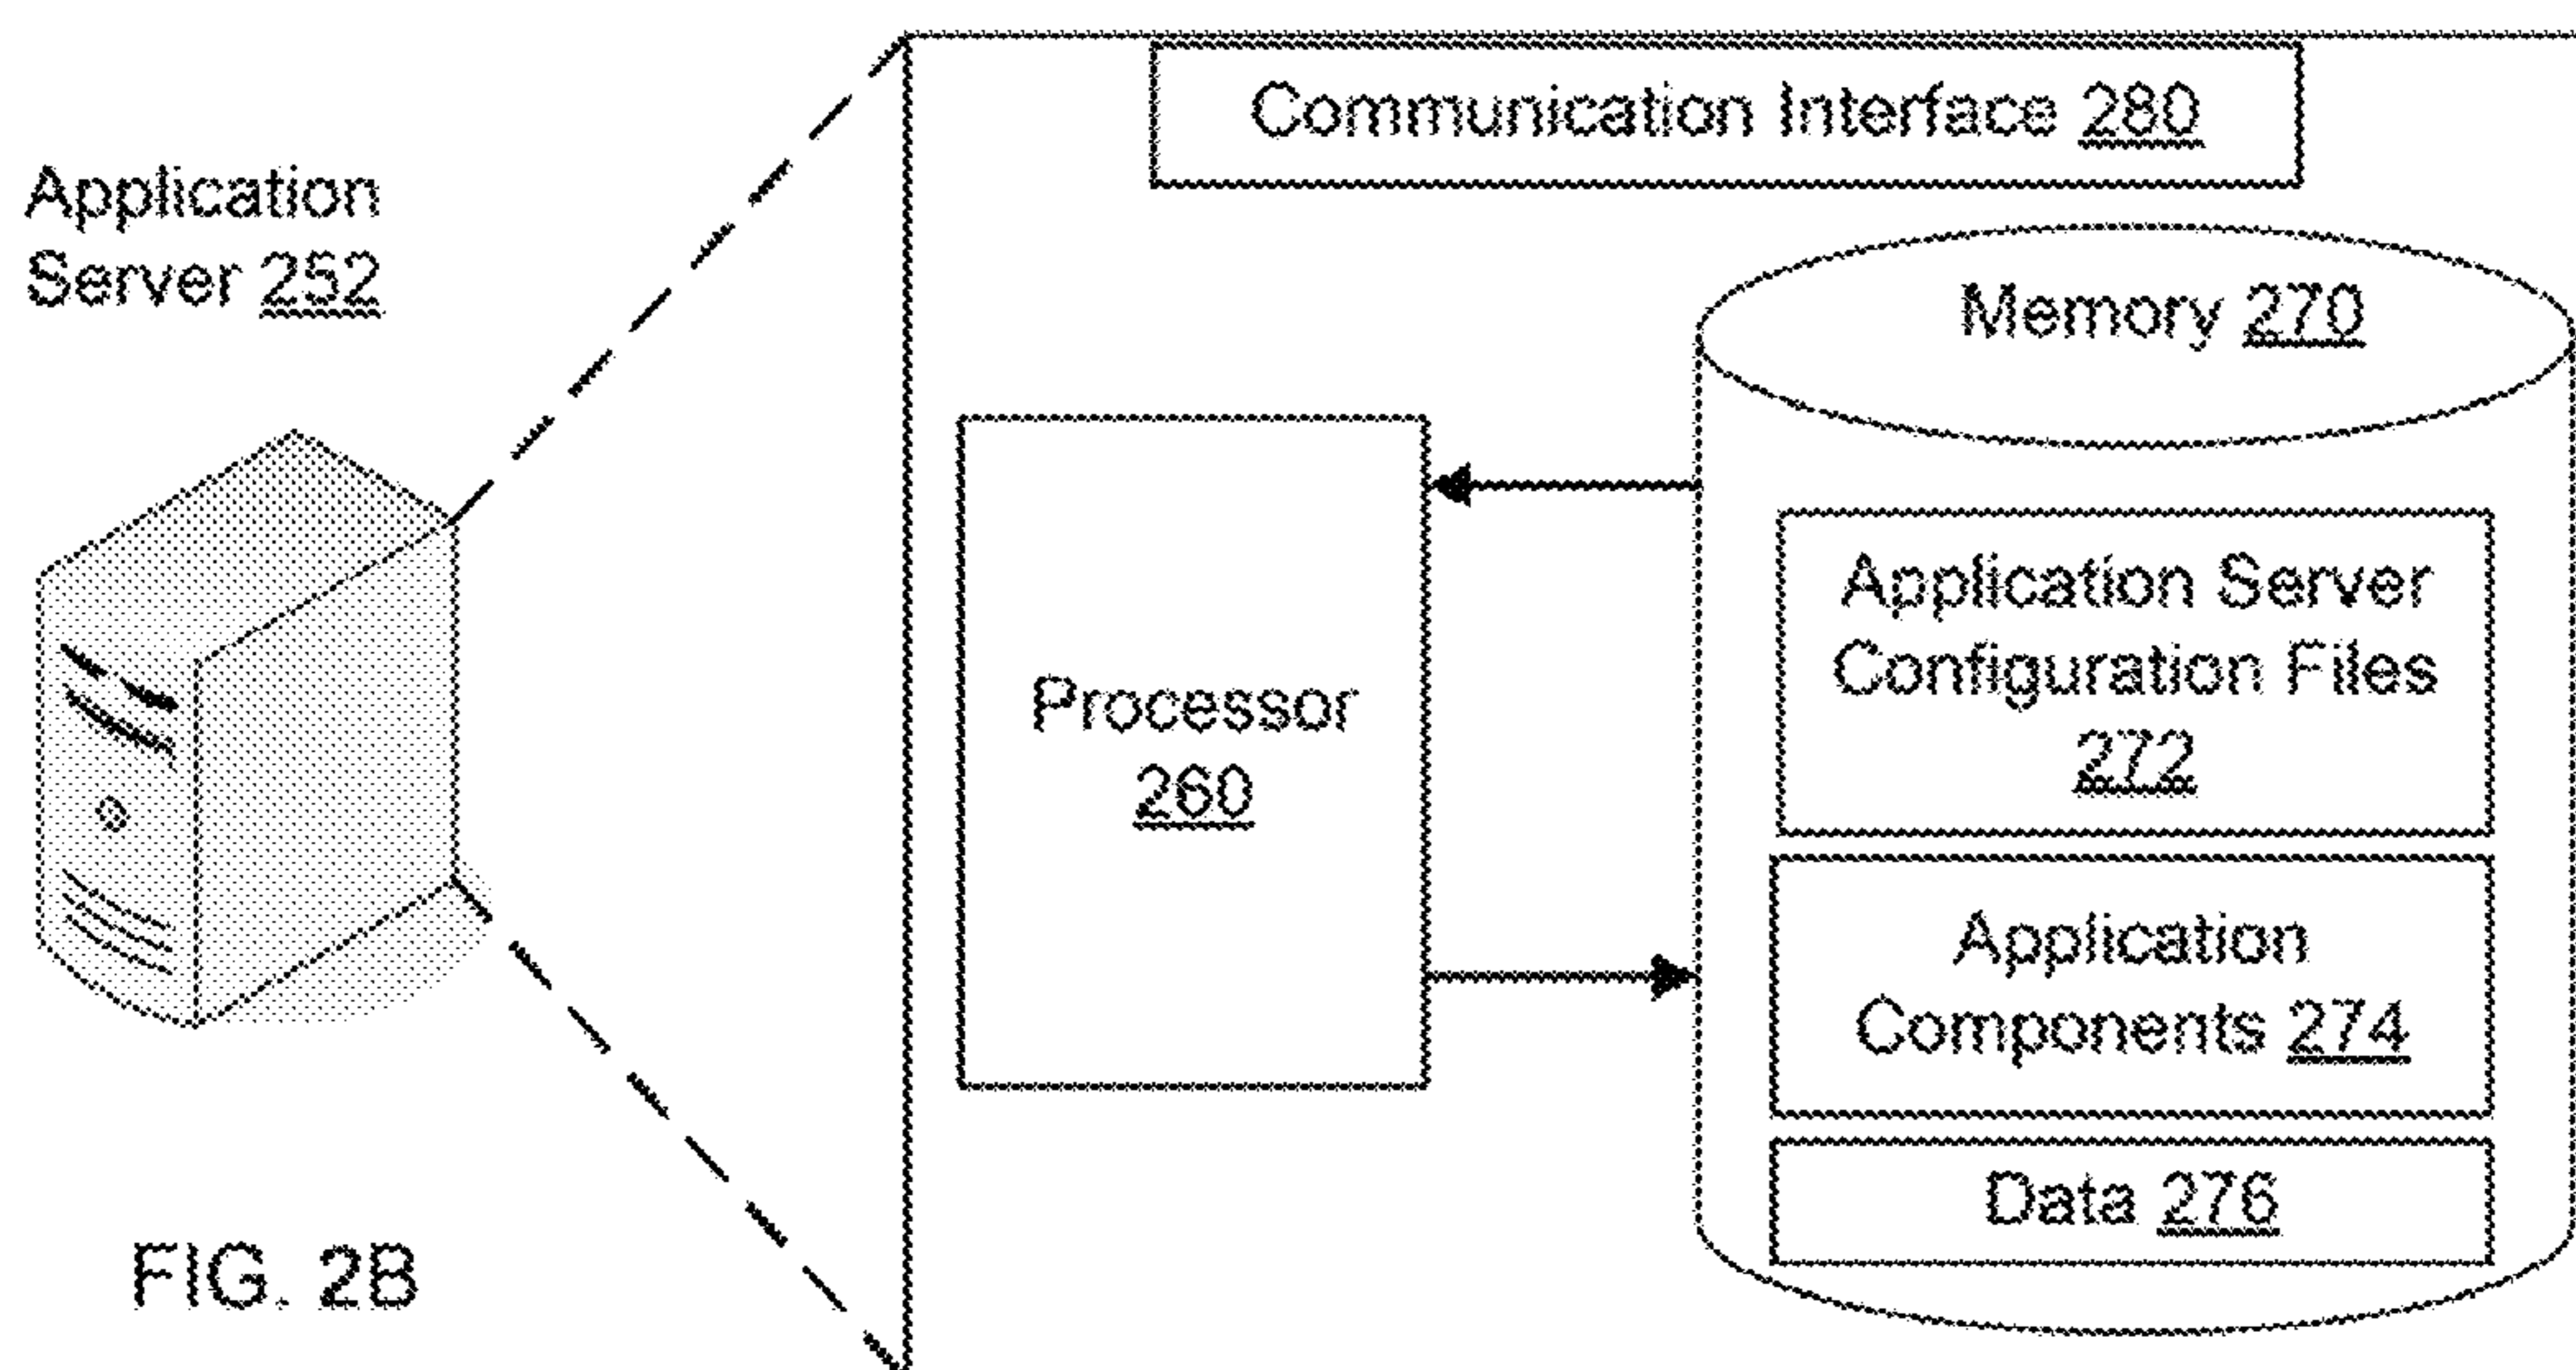 Communication Interface 280
Application
Server 252
Memory 270
Application Server
Configuration Files
272
Processor
260
Application
Components 274
Data 276
FIG. 2B